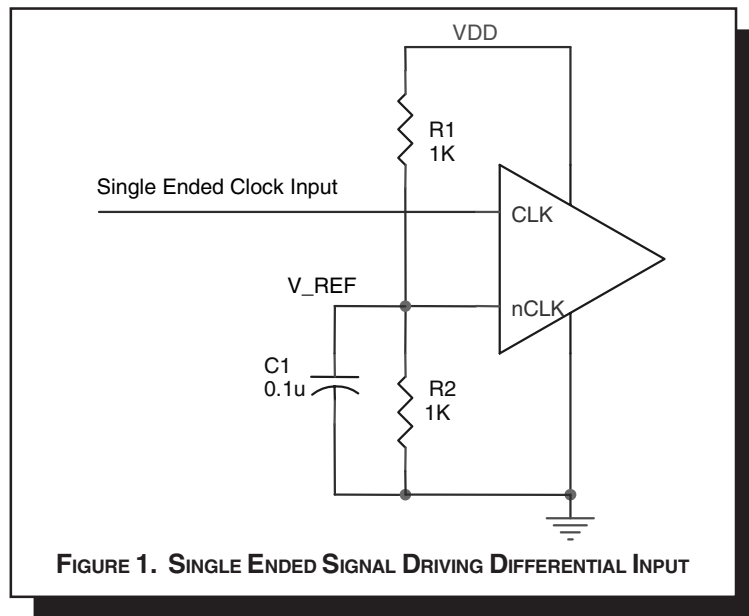 VDD
R1
1K
Single Ended Clock Input
CLK
V_REF
nCLK
C1
0.1u
R2
1K
FIGURE 1. SINGLE ENDED SIGNAL DRIVING DIFFERENTIAL INPUT